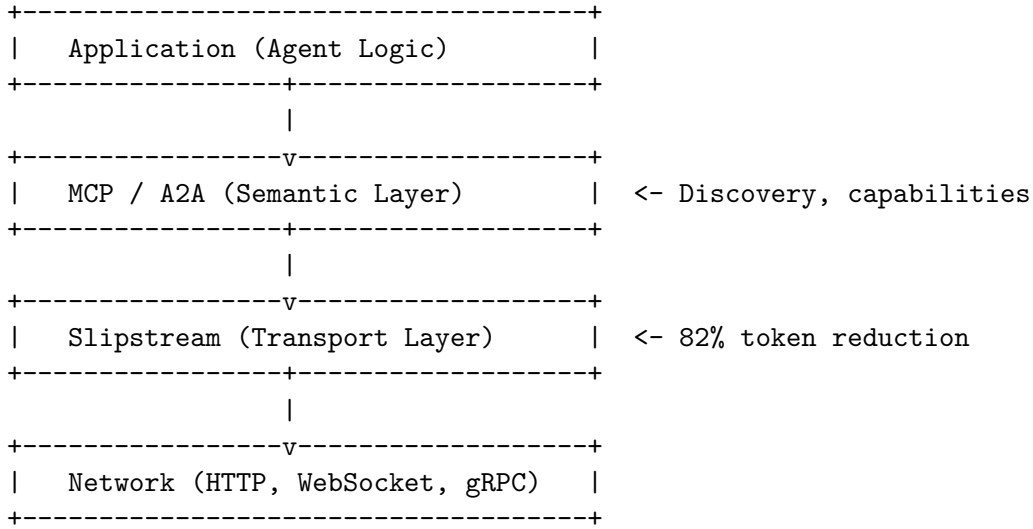 Application (Agent Logic)
MCP / A2A (Semantic Layer) <- Discovery, capabilities
Slipstream (Transport Layer) <- 82% token reduction
Network (HTTP, WebSocket, gRPC)